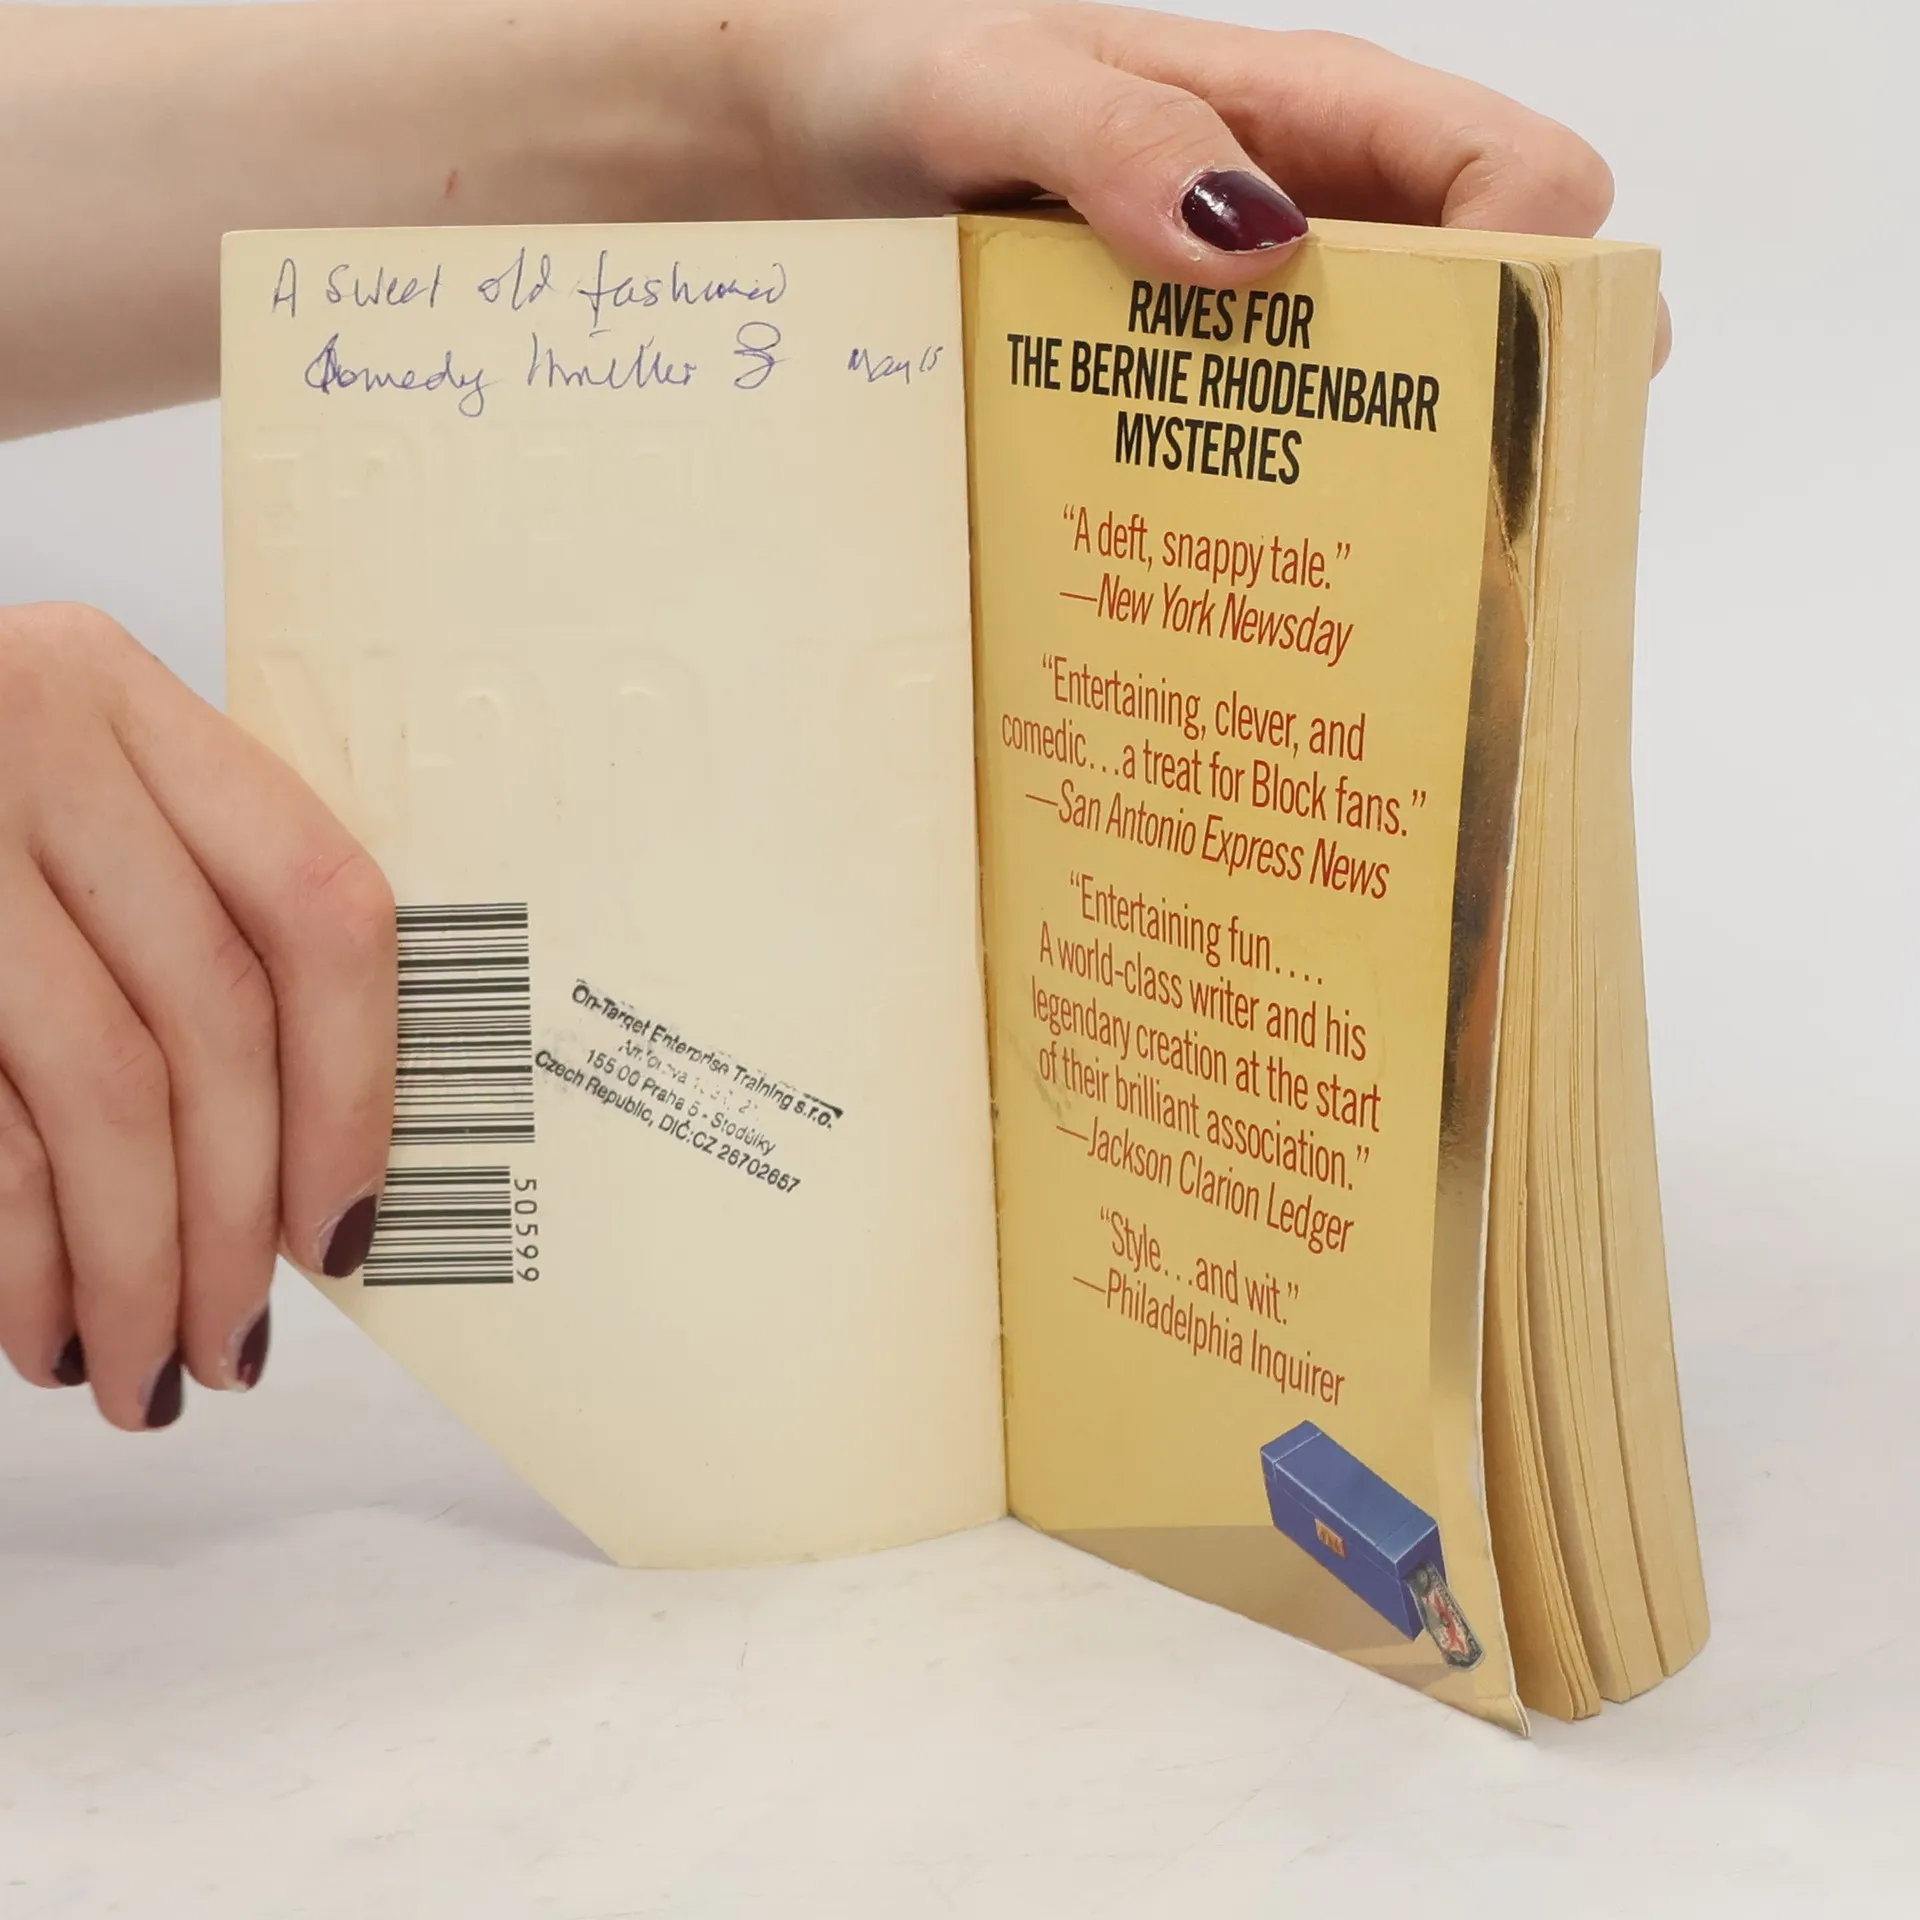 A sweet old fashioned
Comedy thriller
May 15
50599
On-Target Enterprise Training s.r.o.
155 00 Praha 5 - Stodůlky
Czech Republic, DIČ:CZ 26702657
RAVES FOR
THE BERNIE RHODENBARR
MYSTERIES
“A deft, snappy tale.”
—New York Newsday
“Entertaining, clever, and
comedic...a treat for Block fans.”
—San Antonio Express News
“Entertaining fun....
A world-class writer and his
legendary creation at the start
of their brilliant association.”
—Jackson Clarion Ledger
“Style...and wit.”
—Philadelphia Inquirer